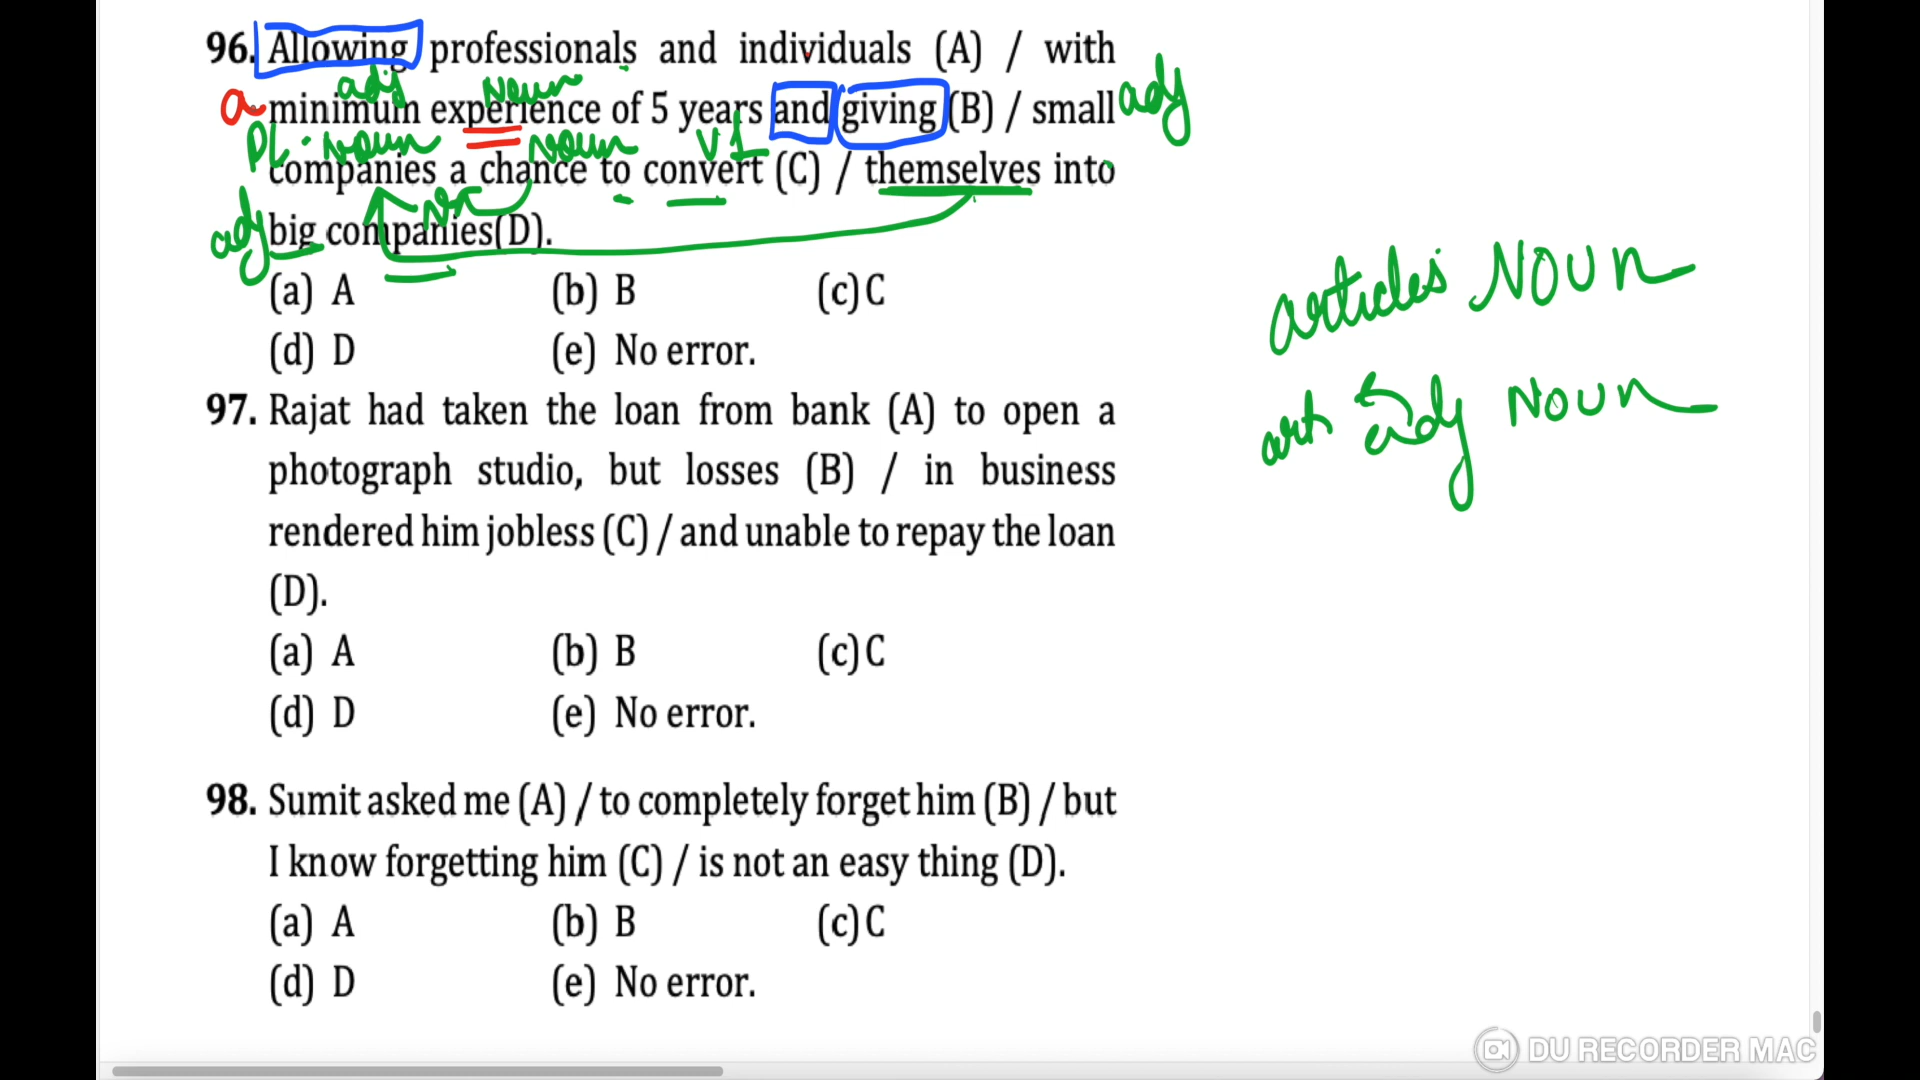 96. Allowing professionals and individuals (A) / with
adj Noun
a minimum experience of 5 years and giving (B) / small adj
PL. Noun Noun to V1
companies a chance to convert (C) / themselves into
adj big companies(D).
(a) A (b) B (c) C
(d) D (e) No error.
articles Noun
97. Rajat had taken the loan from bank (A) to open a
art adj Noun
photograph studio, but losses (B) / in business
rendered him jobless (C) / and unable to repay the loan
(D).
(a) A (b) B (c) C
(d) D (e) No error.
98. Sumit asked me (A) / to completely forget him (B) / but
I know forgetting him (C) / is not an easy thing (D).
(a) A (b) B (c) C
(d) D (e) No error.
DU RECORDER MAC